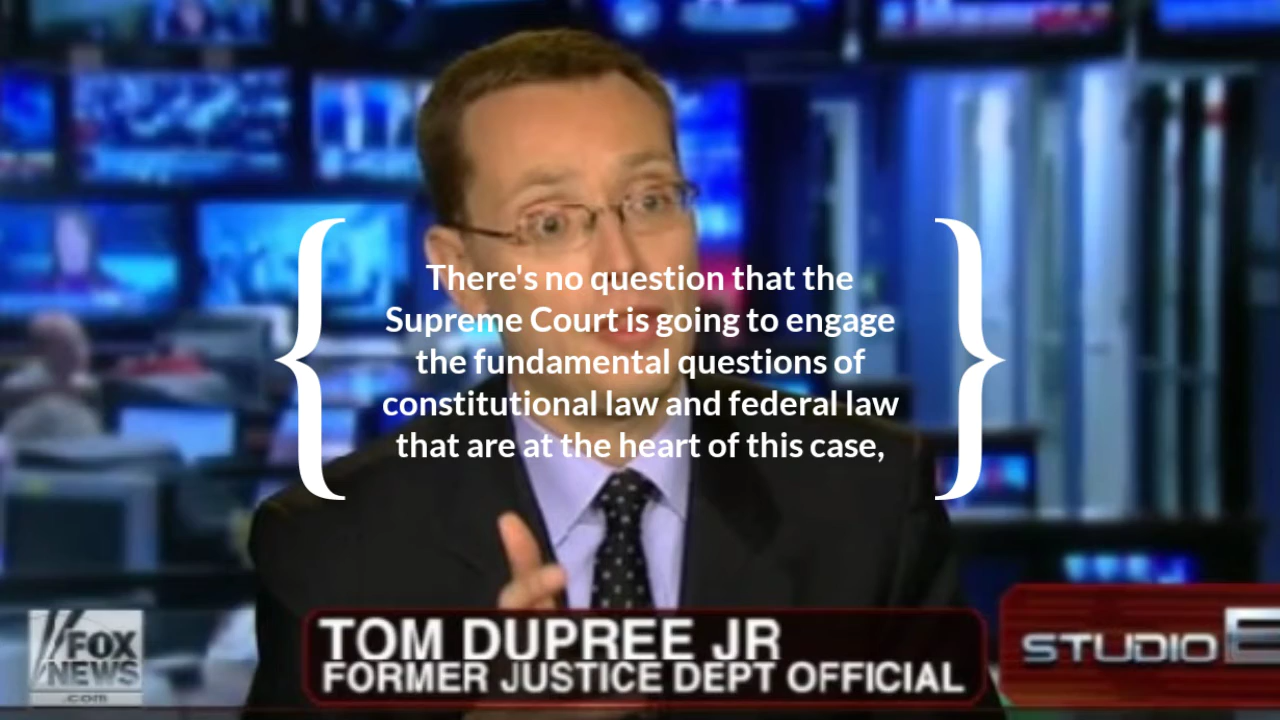 There's no question that the
Supreme Court is going to engage
the fundamental questions of
constitutional law and federal law
that are at the heart of this case,
TOM DUPREE JR
FORMER JUSTICE DEPT OFFICIAL
FOX
NEWS
.com
STUDIO